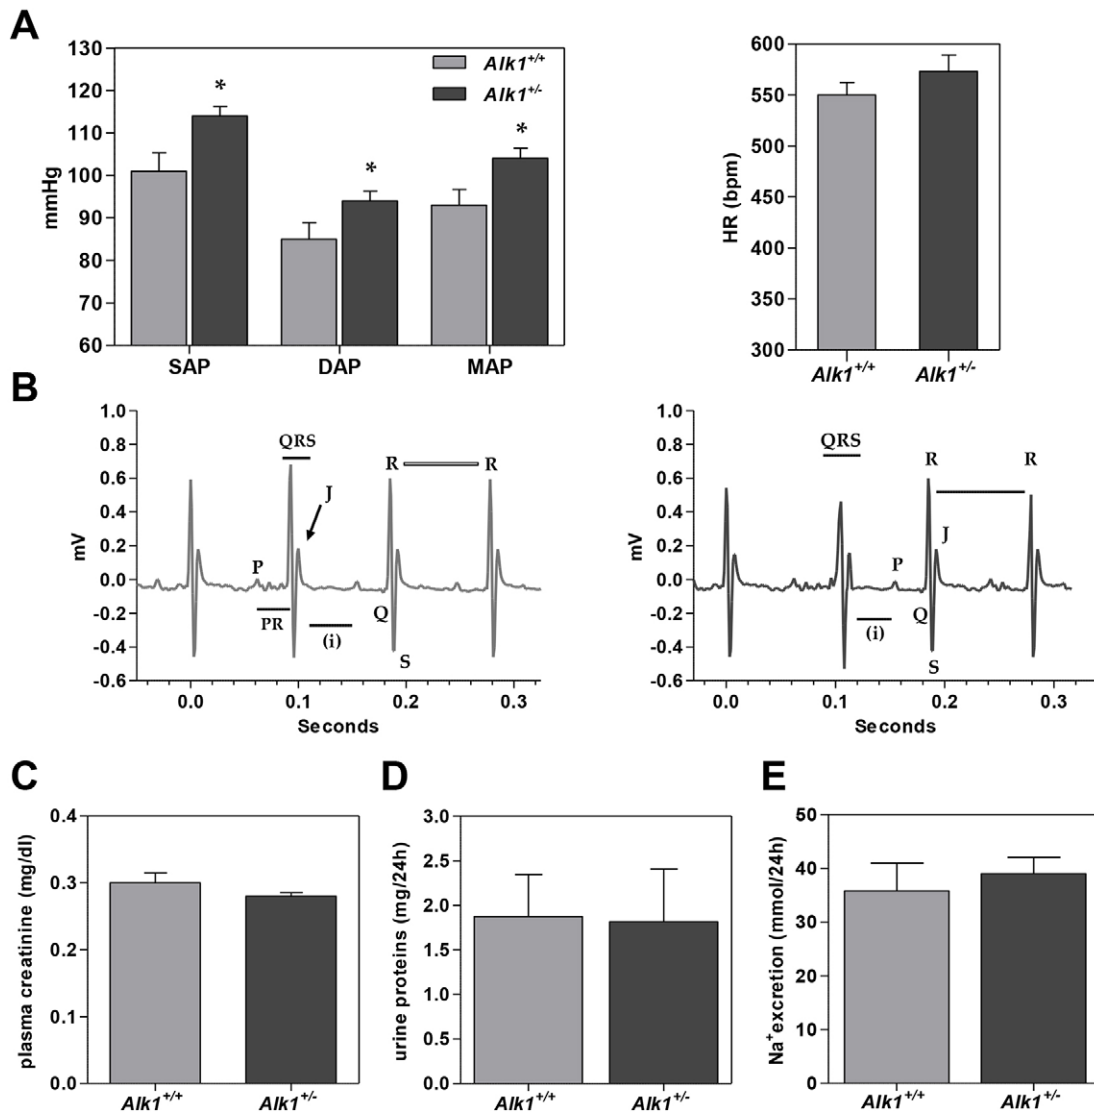 A
130
120
110
100
90
80
70
60
mmHg
Alk1+/+
Alk1+/-
*
*
*
SAP DAP MAP
600
550
500
450
400
350
300
HR (bpm)
Alk1+/+ Alk1+/-
B
1.0
0.8
0.6
0.4
0.2
0.0
-0.2
-0.4
-0.6
mV
QRS
R R
J
P
PR
(i)
Q
S
0.0 0.1 0.2 0.3
Seconds
1.0
0.8
0.6
0.4
0.2
0.0
-0.2
-0.4
-0.6
mV
QRS
R R
J
P
Q
(i)
S
0.0 0.1 0.2 0.3
Seconds
C
0.4
0.3
0.2
0.1
0.0
plasma creatinine (mg/dl)
Alk1+/+ Alk1+/-
D
3.0
2.5
2.0
1.5
1.0
0.5
0.0
urine proteins (mg/24h)
Alk1+/+ Alk1+/-
E
50
40
30
20
10
0
Na+excretion (mmol/24h)
Alk1+/+ Alk1+/-